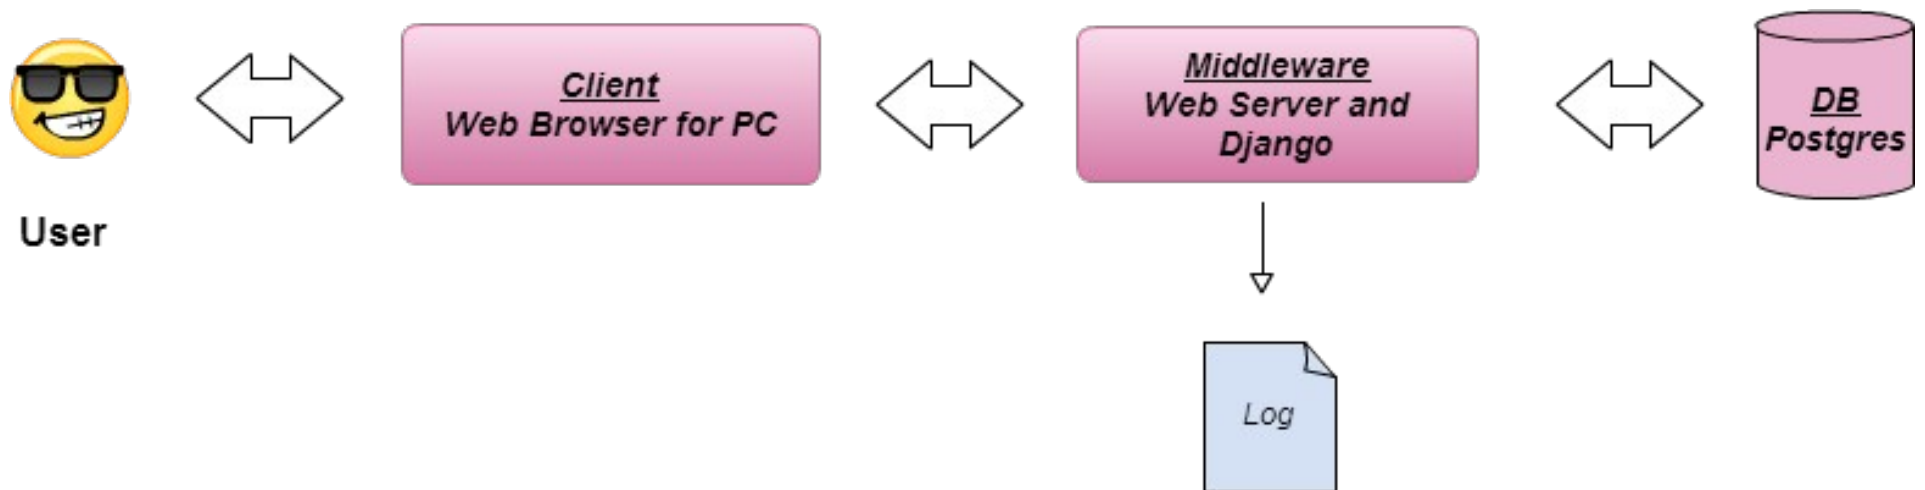 Client
Web Browser for PC
Middleware
Web Server and
Django
DB
Postgres
User
Log